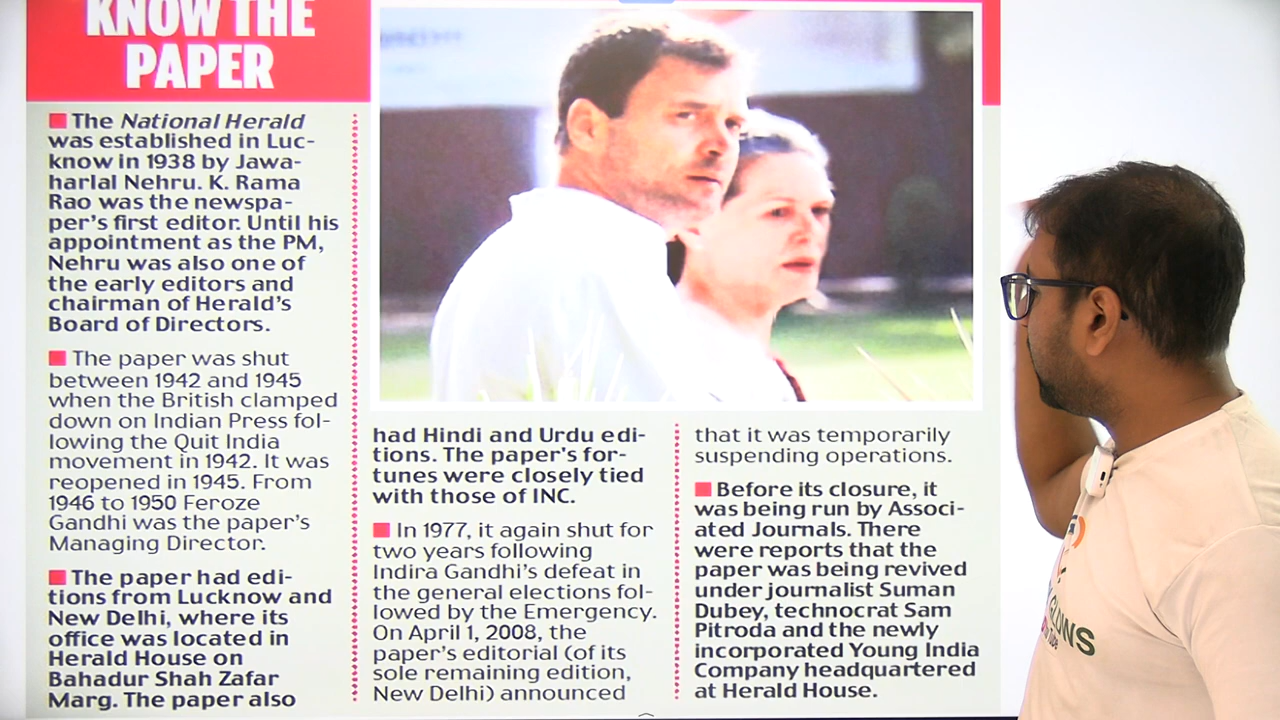 KNOW THE
PAPER
The National Herald
was established in Luc-
know in 1938 by Jawa-
harlal Nehru. K. Rama
Rao was the newspa-
per's first editor. Until his
appointment as the PM,
Nehru was also one of
the early editors and
chairman of Herald's
Board of Directors.
The paper was shut
between 1942 and 1945
when the British clamped
down on Indian Press fol-
lowing the Quit India
movement in 1942. It was
reopened in 1945. From
1946 to 1950 Feroze
Gandhi was the paper's
Managing Director.
The paper had edi-
tions from Lucknow and
New Delhi, where its
office was located in
Herald House on
Bahadur Shah Zafar
Marg. The paper also
had Hindi and Urdu edi-
tions. The paper's for-
tunes were closely tied
with those of INC.
In 1977, it again shut for
two years following
Indira Gandhi's defeat in
the general elections fol-
lowed by the Emergency.
On April 1, 2008, the
paper's editorial (of its
sole remaining edition,
New Delhi) announced
that it was temporarily
suspending operations.
Before its closure, it
was being run by Associ-
ated Journals. There
were reports that the
paper was being revived
under journalist Suman
Dubey, technocrat Sam
Pitroda and the newly
incorporated Young India
Company headquartered
at Herald House.